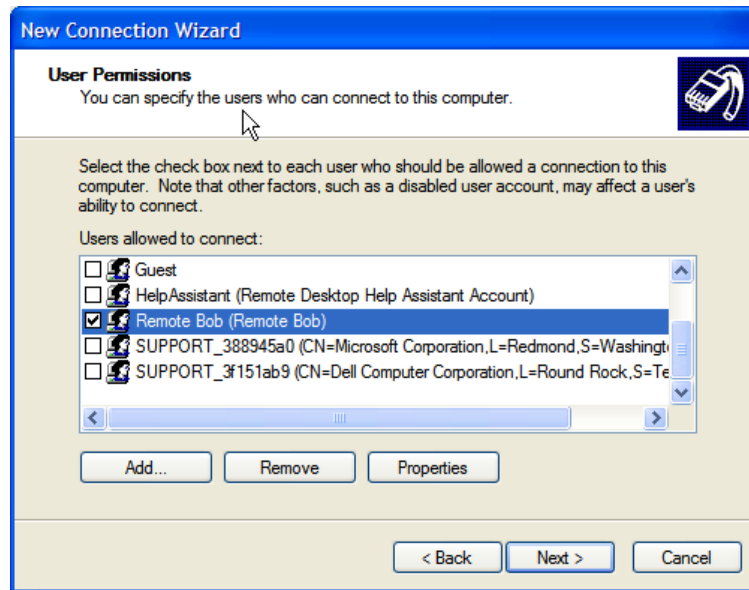 New Connection Wizard
User Permissions
You can specify the users who can connect to this computer.
Select the check box next to each user who should be allowed a connection to this
computer. Note that other factors, such as a disabled user account, may affect a user's
ability to connect.
Users allowed to connect:
Guest
HelpAssistant (Remote Desktop Help Assistant Account)
Remote Bob (Remote Bob)
SUPPORT_388945a0 (CN=Microsoft Corporation,L=Redmond,S=Washingt
SUPPORT_3f151ab9 (CN=Dell Computer Corporation,L=Round Rock,S=Te
Add... Remove Properties
< Back Next > Cancel